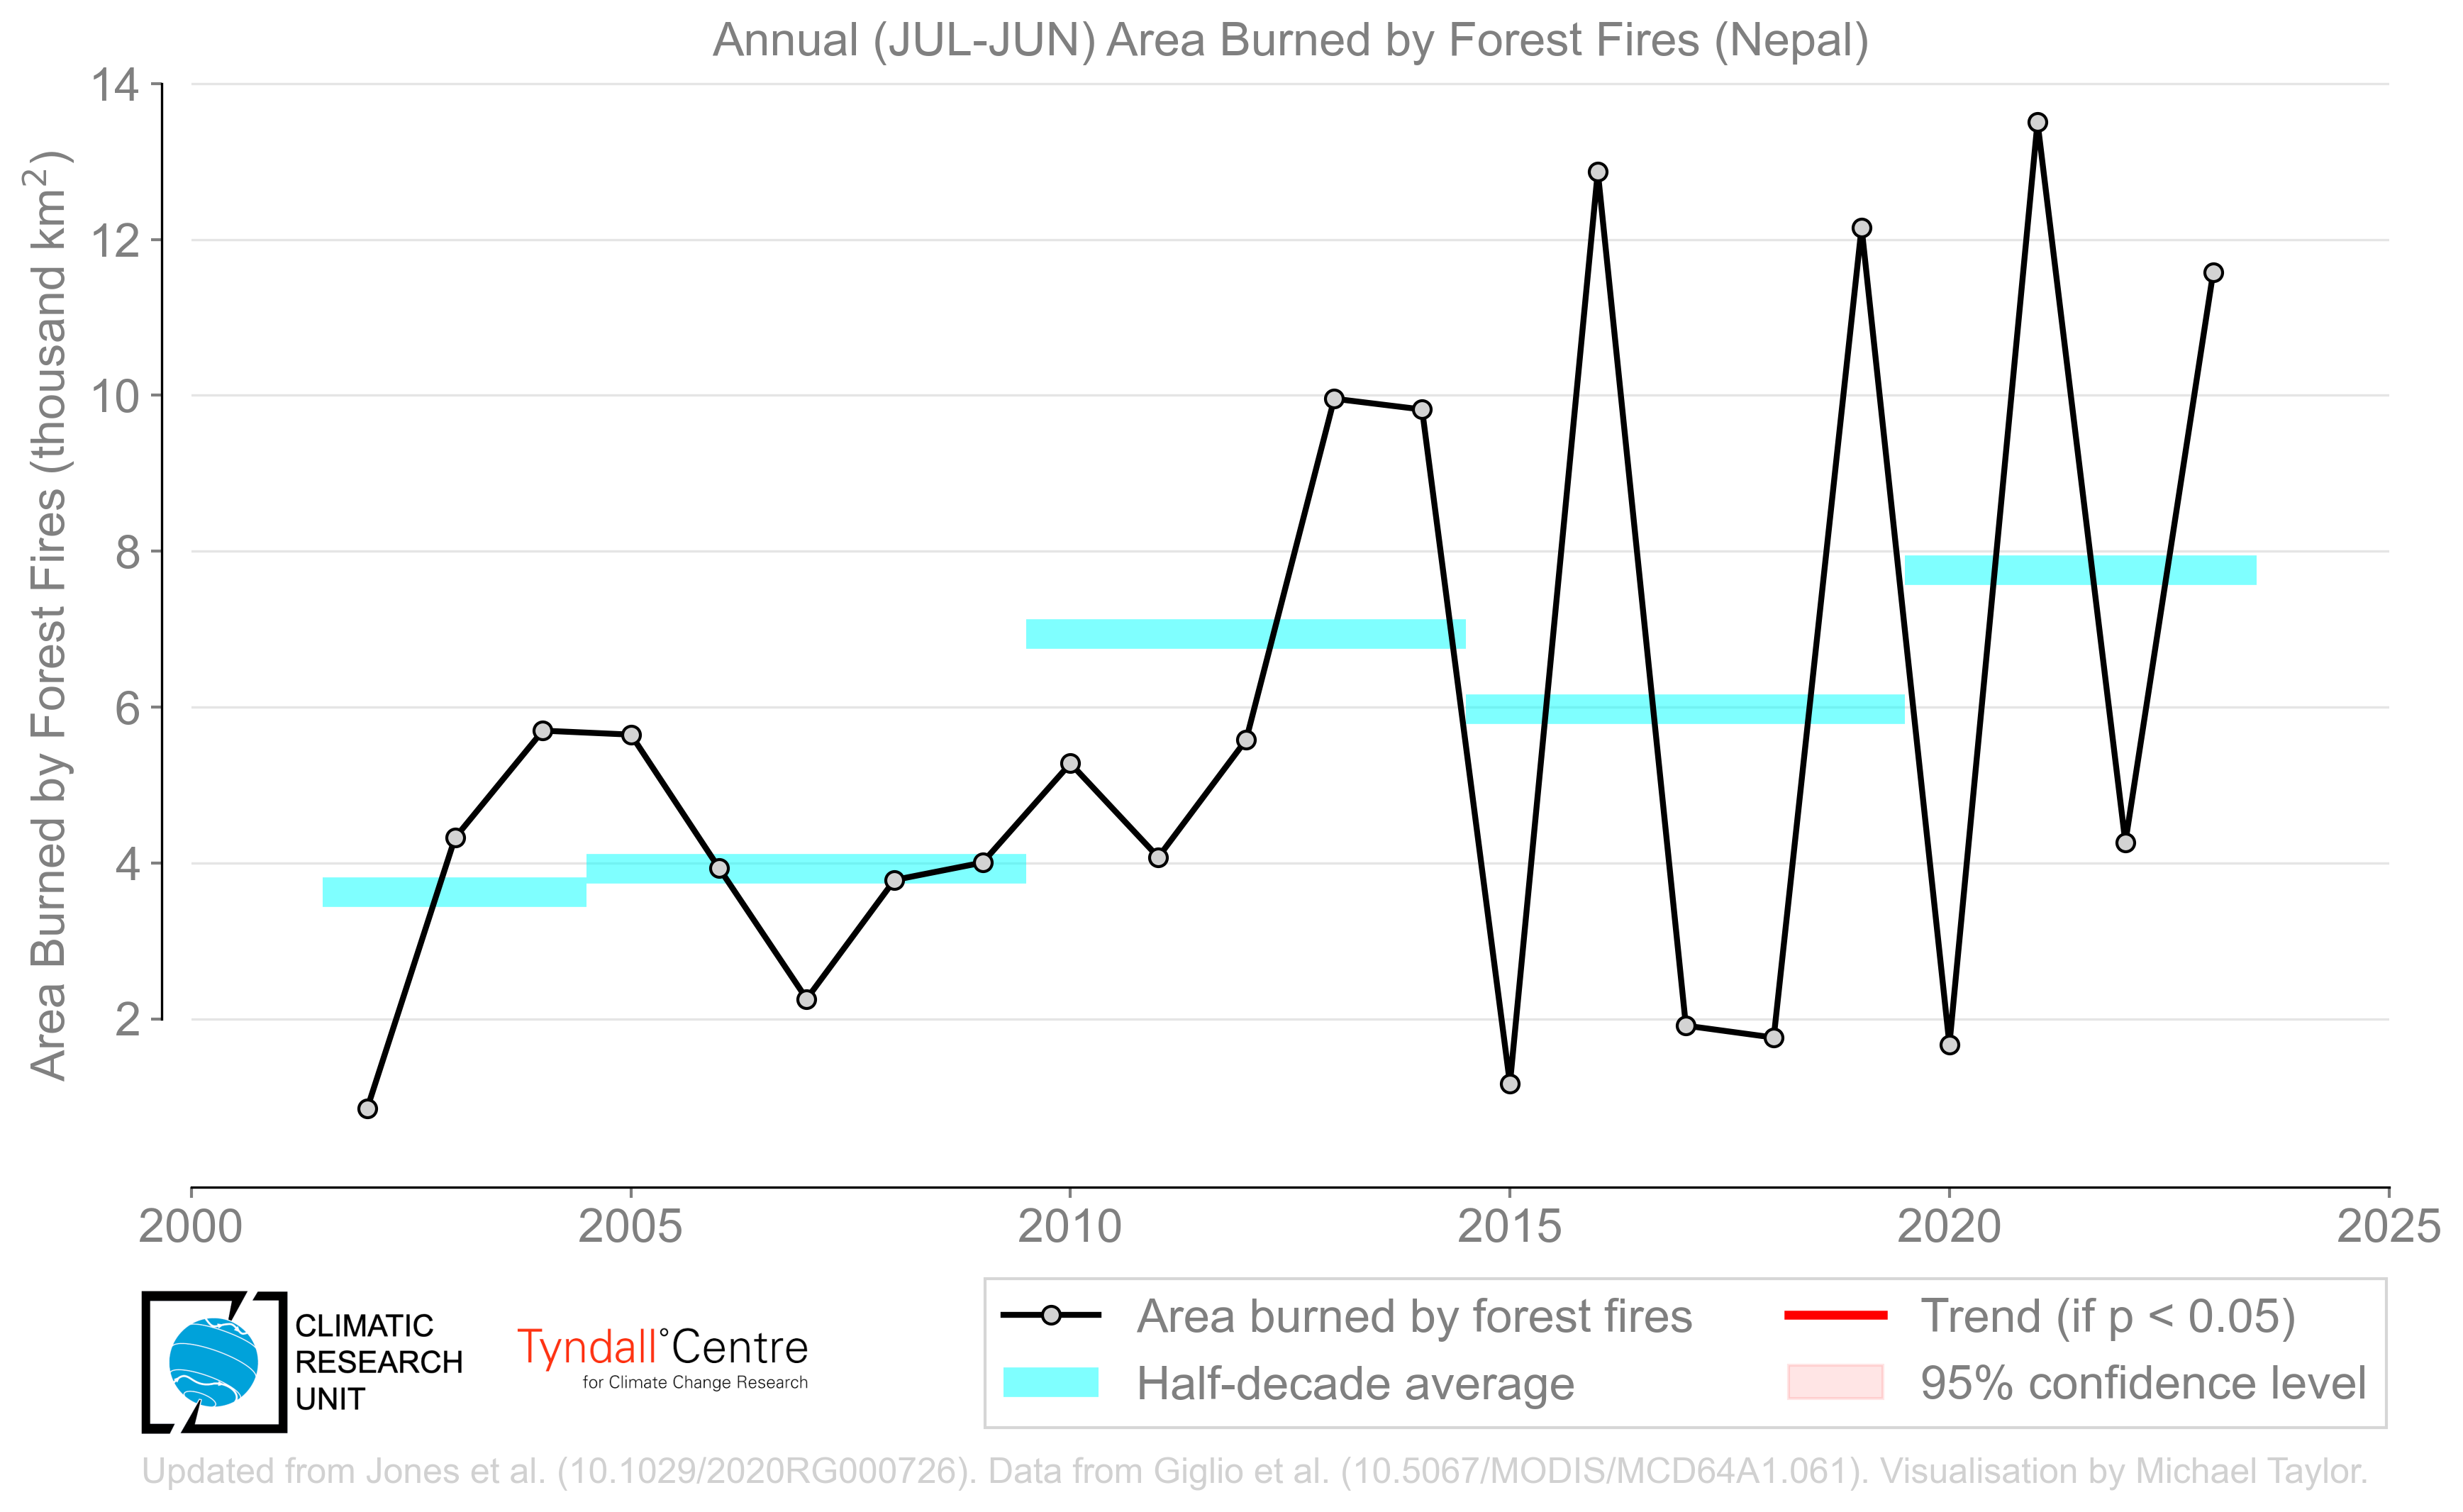 Annual (JUL-JUN) Area Burned by Forest Fires (Nepal)
Area Burned by Forest Fires (thousand km²)
14
12
10
8
6
4
2
2000 2005 2010 2015 2020 2025
CLIMATIC
RESEARCH
UNIT
Tyndall°Centre
for Climate Change Research
Area burned by forest fires
Half-decade average
Trend (if p < 0.05)
95% confidence level
Updated from Jones et al. (10.1029/2020RG000726). Data from Giglio et al. (10.5067/MODIS/MCD64A1.061). Visualisation by Michael Taylor.